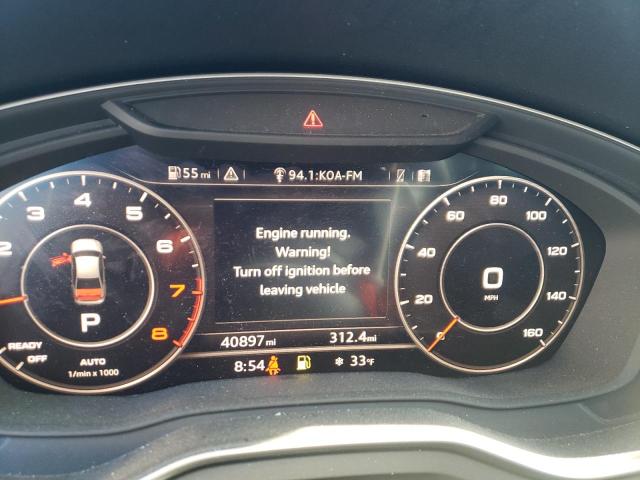 55 mi
94.1:KOA-FM
Engine running.
Warning!
Turn off ignition before
leaving vehicle
2 3 4 5 6 7 8
P
READY
OFF
AUTO
1/min x 1000
0 20 40 60 80 100 120 140 160
0
MPH
40897 mi
312.4 mi
8:54
33°F